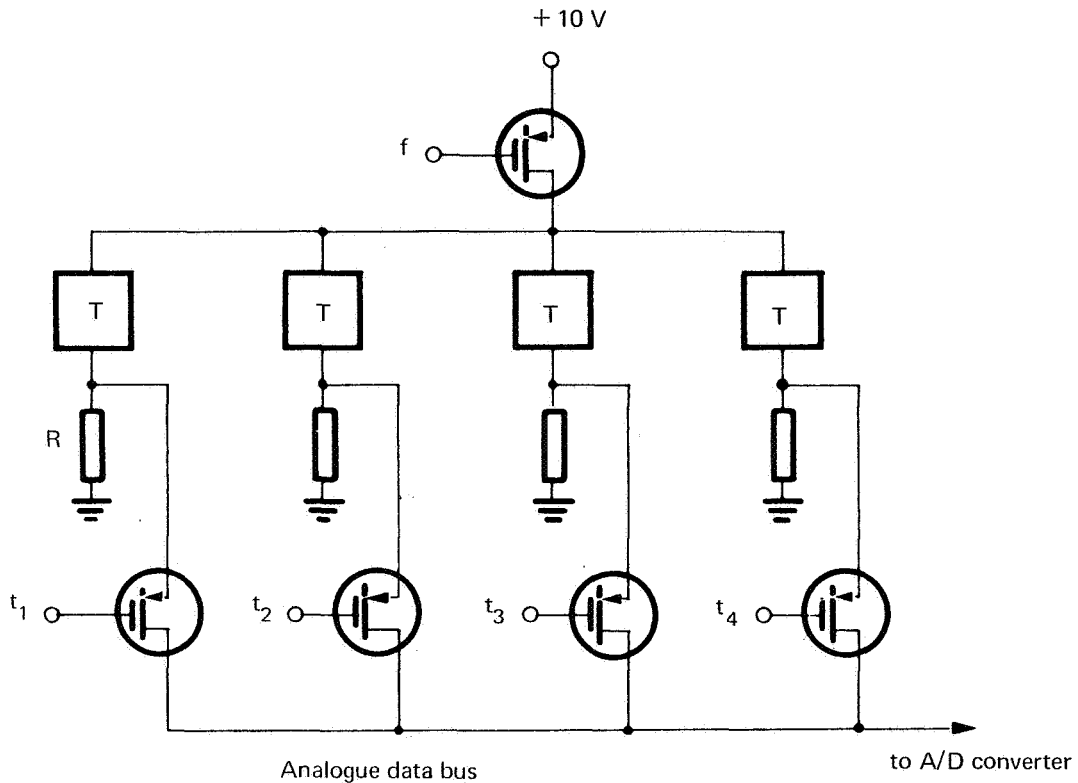 + 10 V
f
T
T
T
T
R
t₁
t₂
t₃
t₄
Analogue data bus
to A/D converter